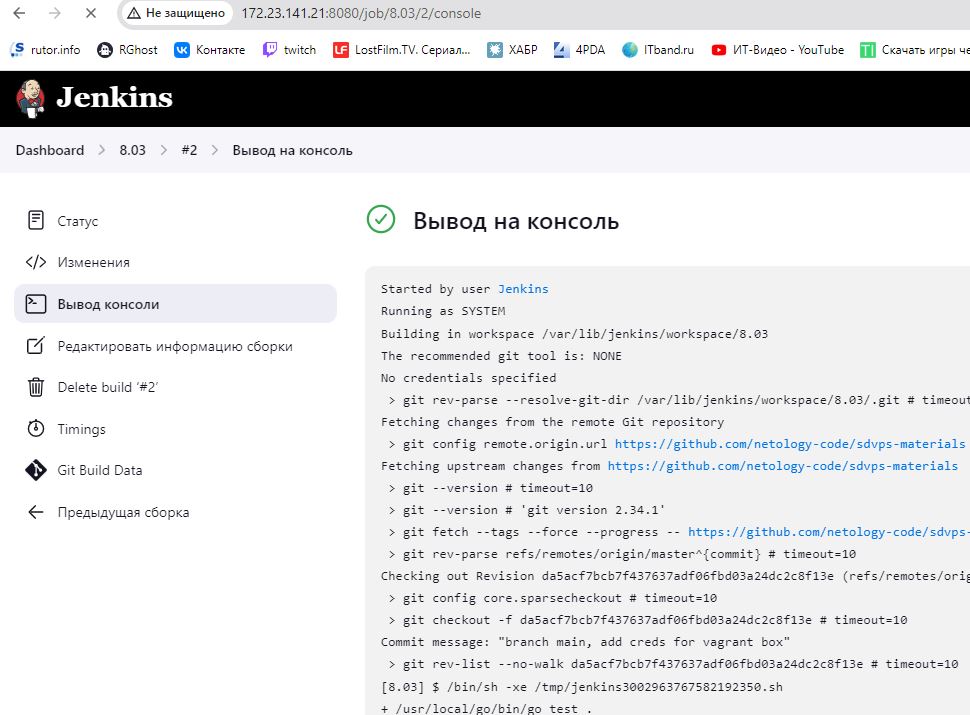 Не защищено 172.23.141.21:8080/job/8.03/2/console
rutor.info RGhost Контакте twitch LostFilm.TV. Сериал... ХАБР 4PDA ITband.ru ИТ-Видео - YouTube Скачать игры че
Jenkins
Dashboard > 8.03 > #2 > Вывод на консоль
Статус
Изменения
Вывод консоли
Редактировать информацию сборки
Delete build ‘#2’
Timings
Git Build Data
Предыдущая сборка
Вывод на консоль
Started by user Jenkins
Running as SYSTEM
Building in workspace /var/lib/jenkins/workspace/8.03
The recommended git tool is: NONE
No credentials specified
> git rev-parse --resolve-git-dir /var/lib/jenkins/workspace/8.03/.git # timeout
Fetching changes from the remote Git repository
> git config remote.origin.url https://github.com/netology-code/sdvps-materials
Fetching upstream changes from https://github.com/netology-code/sdvps-materials
> git --version # timeout=10
> git --version # 'git version 2.34.1'
> git fetch --tags --force --progress -- https://github.com/netology-code/sdvps-
> git rev-parse refs/remotes/origin/master^{commit} # timeout=10
Checking out Revision da5acf7bcb7f437637adf06fbd03a24dc2c8f13e (refs/remotes/orig
> git config core.sparsecheckout # timeout=10
> git checkout -f da5acf7bcb7f437637adf06fbd03a24dc2c8f13e # timeout=10
Commit message: "branch main, add creds for vagrant box"
> git rev-list --no-walk da5acf7bcb7f437637adf06fbd03a24dc2c8f13e # timeout=10
[8.03] $ /bin/sh -xe /tmp/jenkins3002963767582192350.sh
+ /usr/local/go/bin/go test .